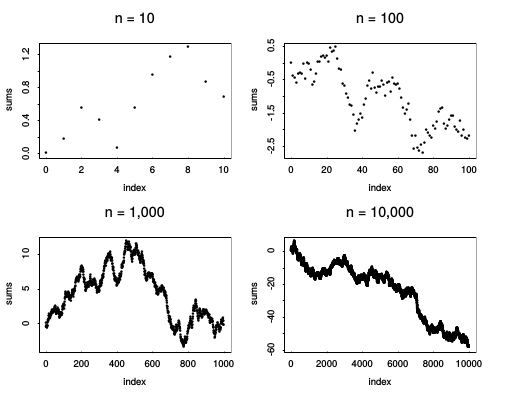 n = 10
1.2
0.8
0.4
0.0
sums
0 2 4 6 8 10
index
n = 100
0.5
-0.5
-1.5
-2.5
sums
0 20 40 60 80 100
index
n = 1,000
10
5
0
sums
0 200 400 600 800 1000
index
n = 10,000
0
-20
-40
-60
sums
0 2000 4000 6000 8000 10000
index